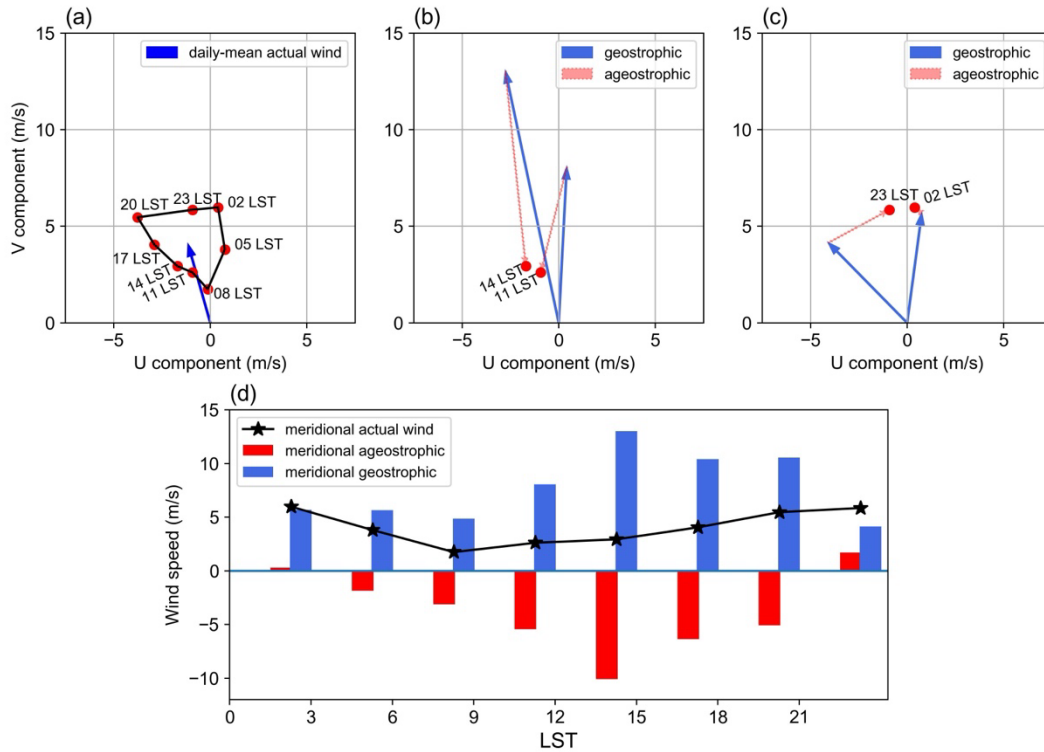 (a)
(b)
(c)
15
10
5
0
V component (m/s)
daily-mean actual wind
20 LST
23 LST
02 LST
17 LST
05 LST
14 LST
11 LST
08 LST
−5
0
5
U component (m/s)
15
10
5
0
geostrophic
ageostrophic
14 LST
11 LST
−5
0
5
U component (m/s)
15
10
5
0
geostrophic
ageostrophic
23 LST
02 LST
−5
0
5
U component (m/s)
(d)
15
10
5
0
−5
−10
Wind speed (m/s)
meridional actual wind
meridional ageostrophic
meridional geostrophic
0
3
6
9
12
15
18
21
LST